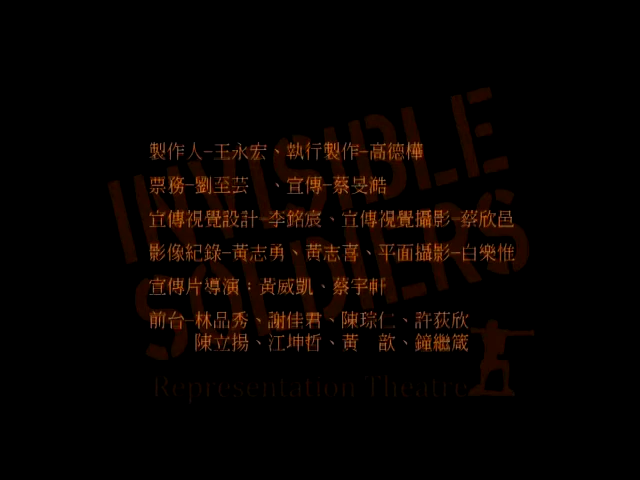 INVISIBLE
SOLDIERS
製作人–王永宏、執行製作–高德樺
票務–劉至芸 、宣傳–蔡旻澔
宣傳視覺設計–李銘宸、宣傳視覺攝影–蔡欣邑
影像紀錄–黃志勇、黃志喜、平面攝影–白樂惟
宣傳片導演：黃威凱、蔡宇軒
前台–林品秀、謝佳君、陳琮仁、許荻欣
陳立揚、江坤哲、黃 歆、鐘繼箴
Representation Theatre